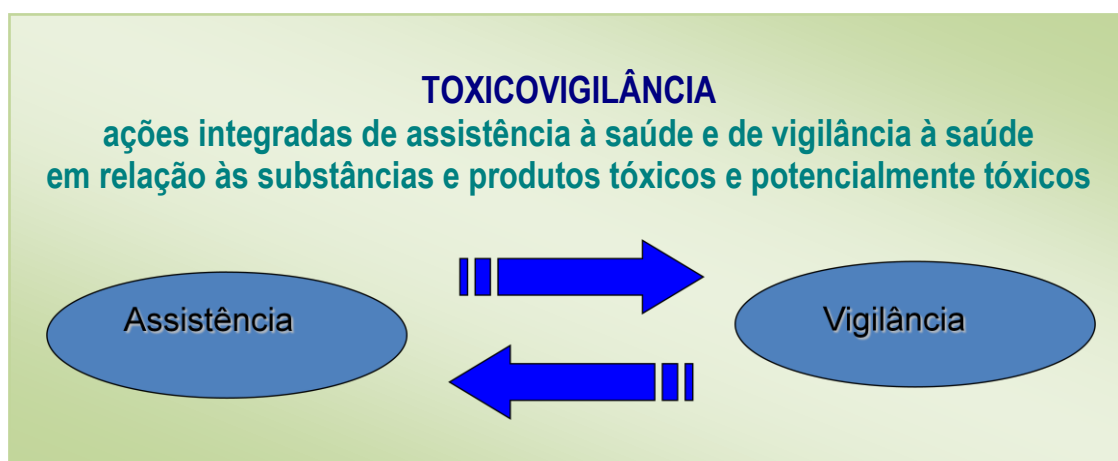 TOXICOVIGILÂNCIA
ações integradas de assistência à saúde e de vigilância à saúde
em relação às substâncias e produtos tóxicos e potencialmente tóxicos
Assistência
Vigilância